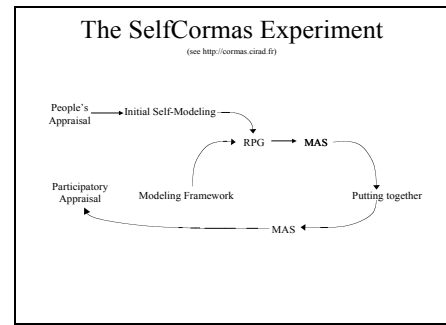 The SelfCormas Experiment
(see http://cormas.cirad.fr)
People's
Appraisal
Initial Self-Modeling
RPG
MAS
Participatory
Appraisal
Modeling Framework
Putting together
MAS